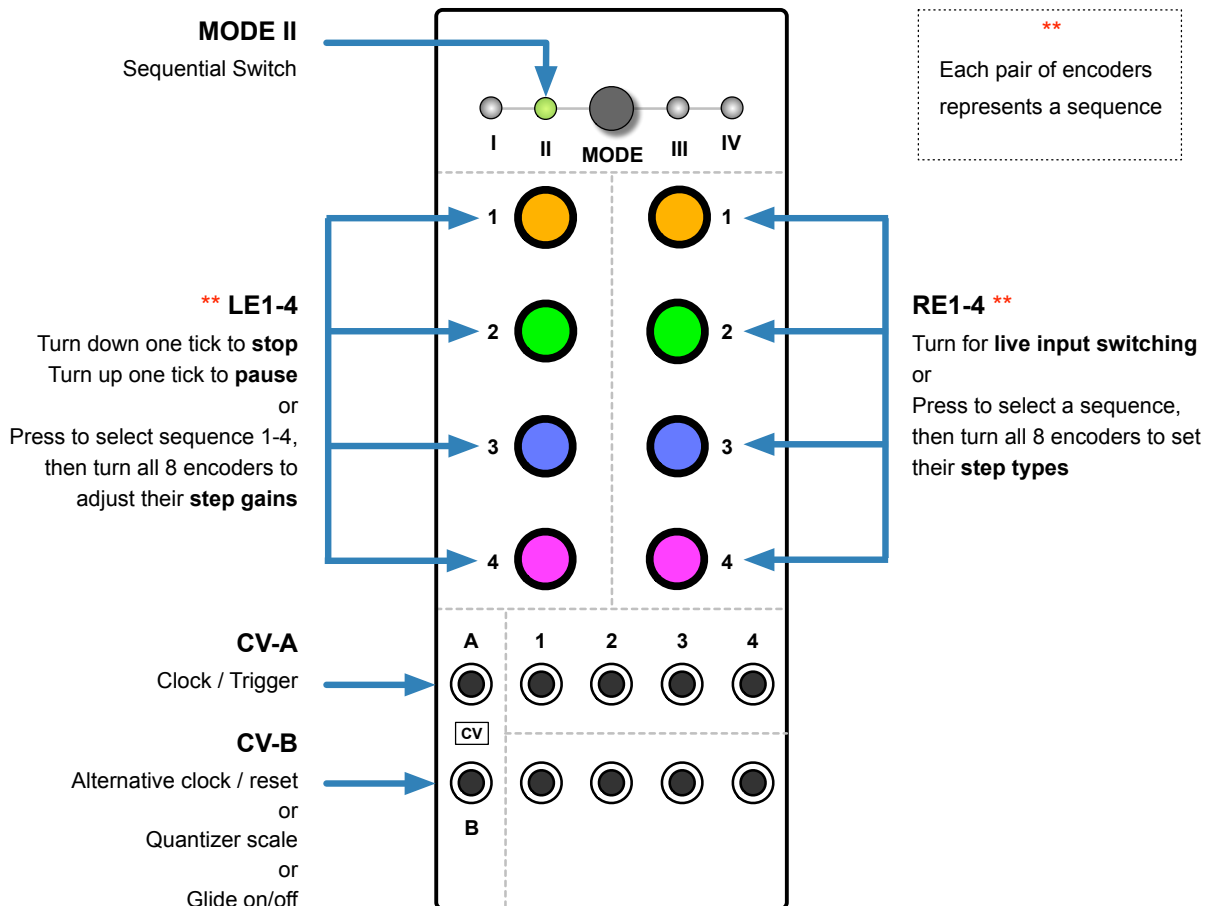 MODE II
Sequential Switch
**
Each pair of encoders
represents a sequence
I II MODE III IV
1 1
2 2
3 3
4 4
** LE1-4
Turn down one tick to stop
Turn up one tick to pause
or
Press to select sequence 1-4,
then turn all 8 encoders to
adjust their step gains
RE1-4 **
Turn for live input switching
or
Press to select a sequence,
then turn all 8 encoders to set
their step types
CV-A
Clock / Trigger
A 1 2 3 4
CV
B
CV-B
Alternative clock / reset
or
Quantizer scale
or
Glide on/off